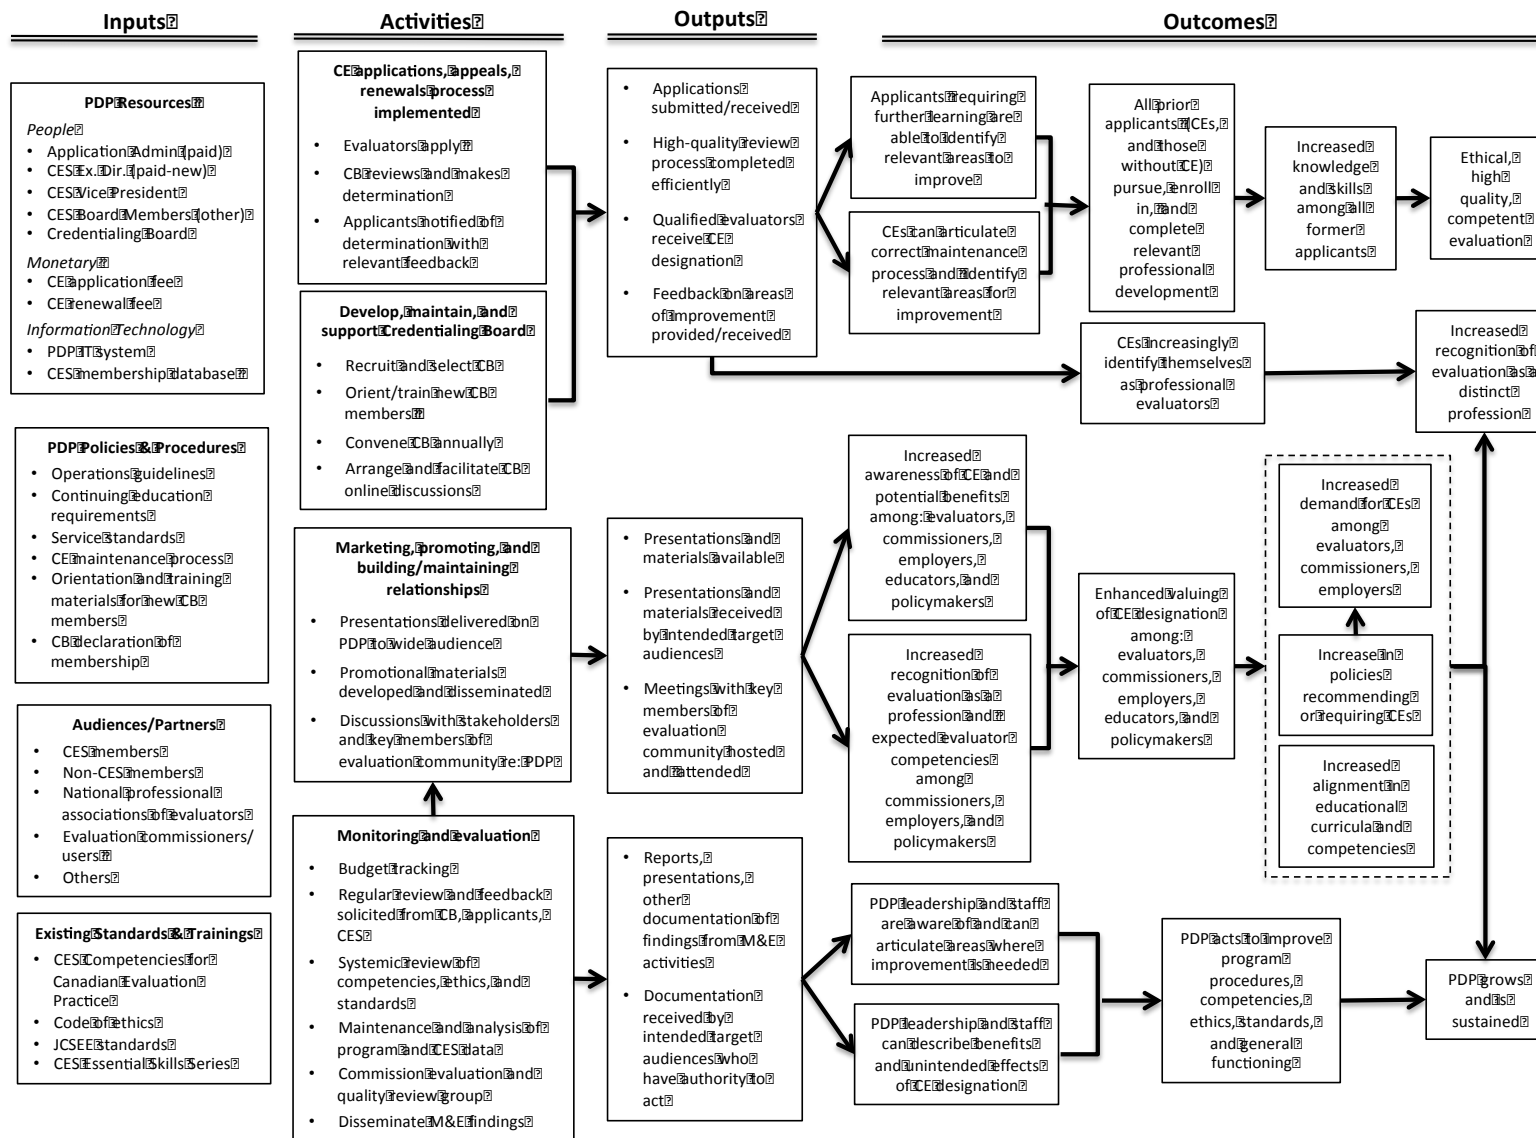 Inputs
Activities
Outputs
Outcomes
PDP Resources
People
• Application Admin (paid)
• CES Ex. Dir. (paid-new)
• CES Vice President
• CES Board Members (other)
• Credentialing Board
Monetary
• CE application fee
• CE renewal fee
Information Technology
• PDP IT system
• CES membership database
PDP Policies & Procedures
• Operations guidelines
• Continuing education
requirements
• Service standards
• CE maintenance process
• Orientation and training
materials for new CB
members
• CB declaration of
membership
Audiences/Partners
• CES members
• Non-CES members
• National professional
associations of evaluators
• Evaluation commissioners/
users
• Others
Existing Standards & Trainings
• CES Competencies for
Canadian Evaluation
Practice
• Code of ethics
• JCSEE standards
• CES Essential Skills Series
CE applications, appeals,
renewals process
implemented
• Evaluators apply
• CB reviews and makes
determination
• Applicants notified of
determination with
relevant feedback
Develop, maintain, and
support Credentialing Board
• Recruit and select CB
• Orient/train new CB
members
• Convene CB annually
• Arrange and facilitate CB
online discussions
Marketing, promoting, and
building/maintaining
relationships
• Presentations delivered on
PDP to wide audience
• Promotional materials
developed and disseminated
• Discussions with stakeholders
and key members of
evaluation community re: PDP
Monitoring and evaluation
• Budget tracking
• Regular review and feedback
solicited from CB, applicants,
CES
• Systemic review of
competencies, ethics, and
standards
• Maintenance and analysis of
program and CES data
• Commission evaluation and
quality review group
• Disseminate M&E findings
• Applications
submitted/received
• High-quality review
process completed
efficiently
• Qualified evaluators
receive CE
designation
• Feedback on areas
of improvement
provided/received
• Presentations and
materials available
• Presentations and
materials received
by intended target
audiences
• Meetings with key
members of
evaluation
community hosted
and attended
• Reports,
presentations,
other
documentation of
findings from M&E
activities
• Documentation
received by
intended target
audiences who
have authority to
act
Applicants requiring
further learning are
able to identify
relevant areas to
improve
CEs can articulate
correct maintenance
process and identify
relevant areas for
improvement
All prior
applicants (CEs,
and those
without CE)
pursue, enroll
in, and
complete
relevant
professional
development
Increased
knowledge
and skills
among all
former
applicants
Ethical,
high
quality,
competent
evaluation
CEs increasingly
identify themselves
as professional
evaluators
Increased
recognition of
evaluation as a
distinct
profession
Increased
awareness of CE and
potential benefits
among: evaluators,
commissioners,
employers,
educators, and
policymakers
Increased
recognition of
evaluation as a
profession and
expected evaluator
competencies
among
commissioners,
employers, and
policymakers
Enhanced valuing
of CE designation
among:
evaluators,
commissioners,
employers,
educators, and
policymakers
Increased
demand for CEs
among
evaluators,
commissioners,
employers
Increase in
policies
recommending
or requiring CEs
Increased
alignment in
educational
curricula and
competencies
PDP leadership and staff
are aware of and can
articulate areas where
improvement is needed
PDP leadership and staff
can describe benefits
and unintended effects
of CE designation
PDP acts to improve
program
procedures,
competencies,
ethics, standards,
and general
functioning
PDP grows
and is
sustained